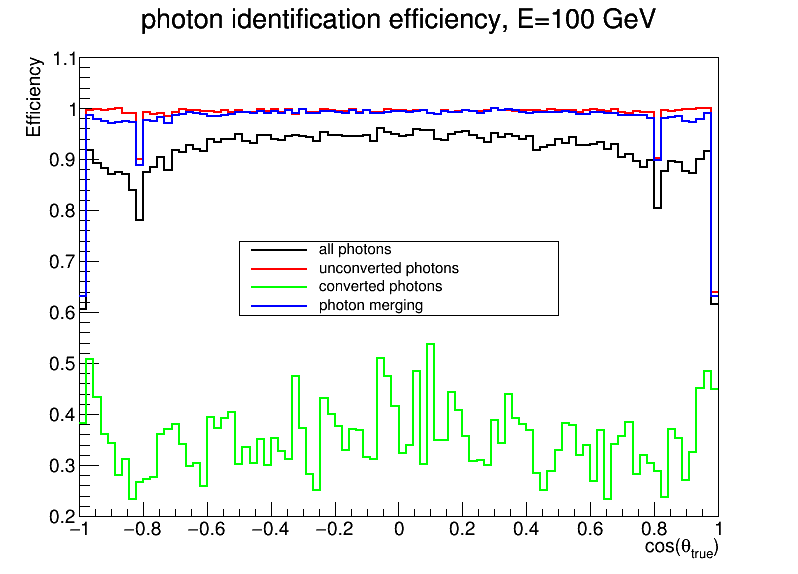 photon identification efficiency, E=100 GeV
Efficiency
1.1
1
0.9
0.8
0.7
0.6
0.5
0.4
0.3
0.2
all photons
unconverted photons
converted photons
photon merging
−1 −0.8 −0.6 −0.4 −0.2 0 0.2 0.4 0.6 0.8 1
cos(θtrue)